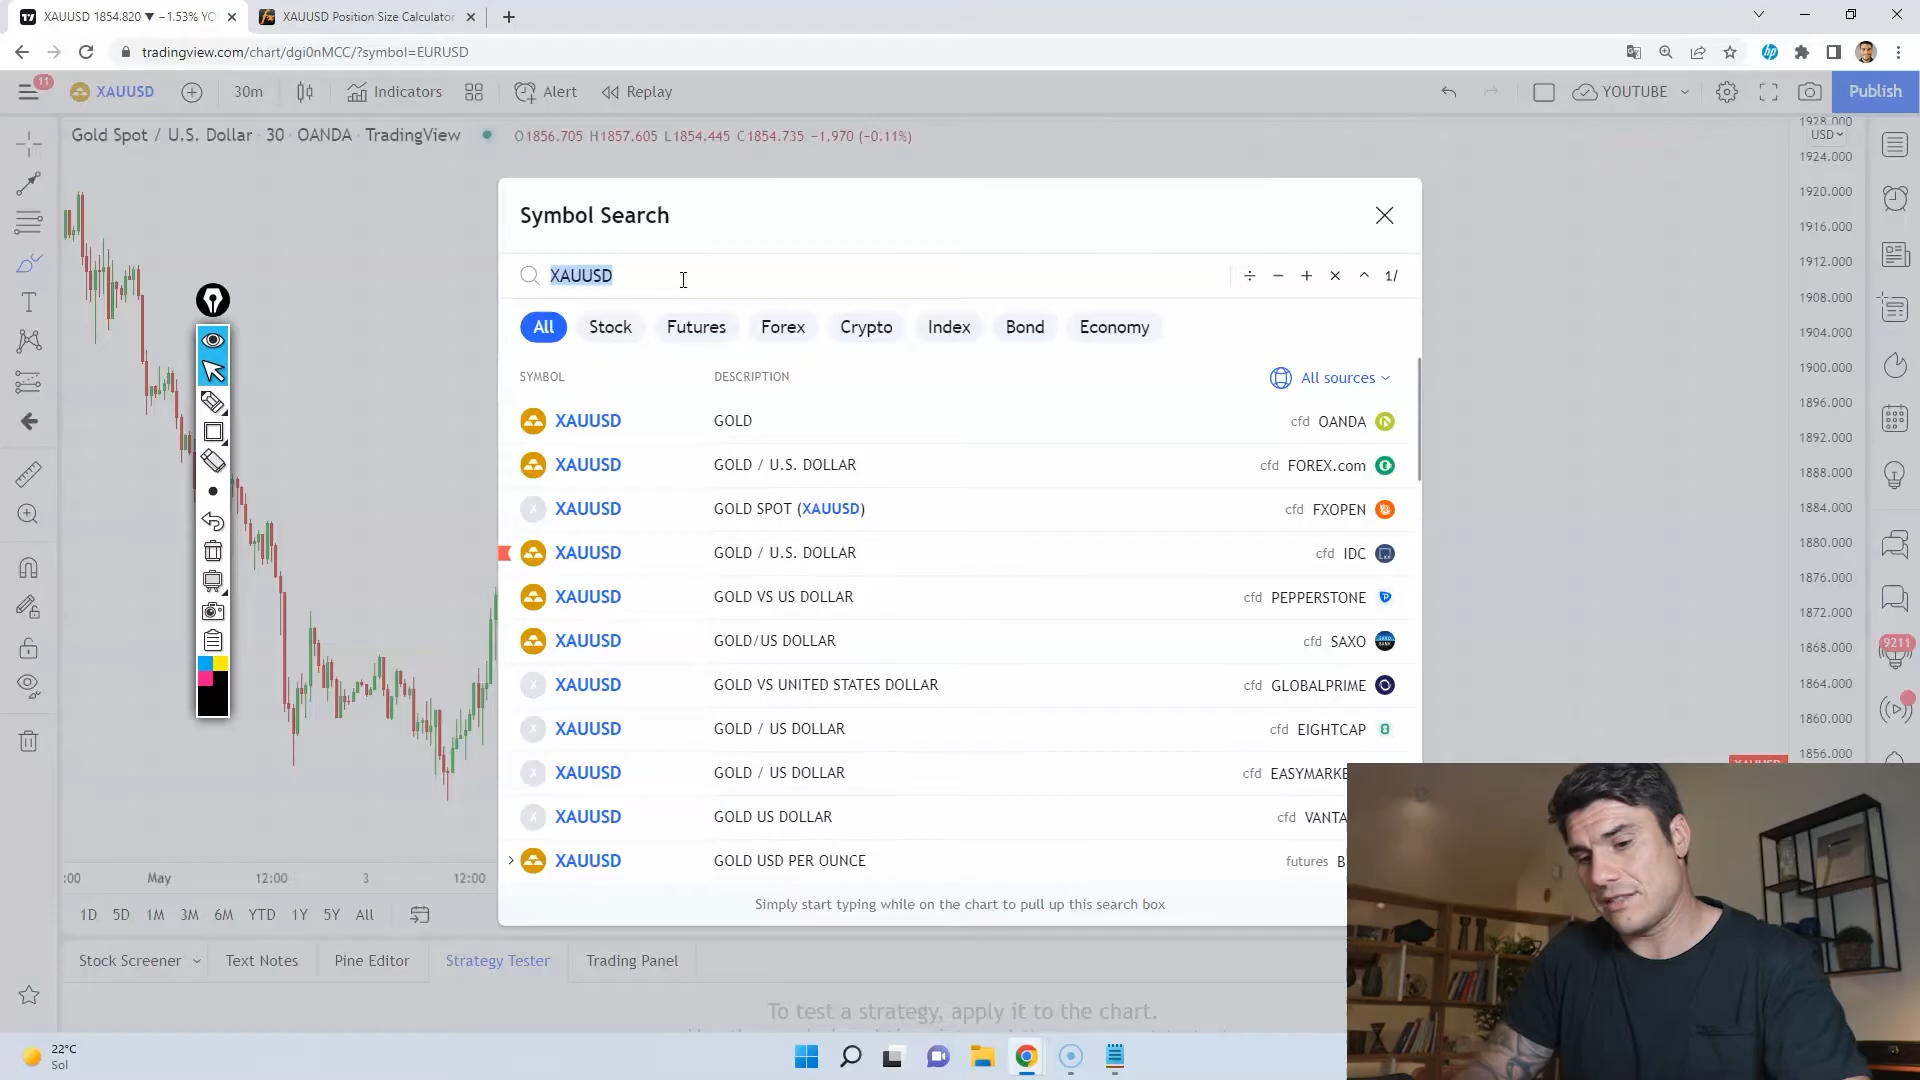 XAUUSD 1854.820 ▼ −1.53% YO
XAUUSD Position Size Calculator
tradingview.com/chart/dgi0nMCC/?symbol=EURUSD
11
XAUUSD
30m
Indicators
Alert
Replay
YOUTUBE
Publish
Gold Spot / U.S. Dollar · 30 · OANDA · TradingView
O1856.705 H1857.605 L1854.445 C1854.735 −1.970 (−0.11%)
1928.000
USD
1924.000
1920.000
1916.000
1912.000
1908.000
1904.000
1900.000
1896.000
1892.000
1888.000
1884.000
1880.000
1876.000
1872.000
1868.000
1864.000
1860.000
1856.000
9211
Symbol Search
XAUUSD
÷ − + × ^ 1/
All Stock Futures Forex Crypto Index Bond Economy
SYMBOL DESCRIPTION All sources
XAUUSD GOLD cfd OANDA
XAUUSD GOLD / U.S. DOLLAR cfd FOREX.com
XAUUSD GOLD SPOT (XAUUSD) cfd FXOPEN
XAUUSD GOLD / U.S. DOLLAR cfd IDC
XAUUSD GOLD VS US DOLLAR cfd PEPPERSTONE
XAUUSD GOLD/US DOLLAR cfd SAXO
XAUUSD GOLD VS UNITED STATES DOLLAR cfd GLOBALPRIME
XAUUSD GOLD / US DOLLAR cfd EIGHTCAP
XAUUSD GOLD / US DOLLAR cfd EASYMARKE
XAUUSD GOLD US DOLLAR cfd VANTA
XAUUSD GOLD USD PER OUNCE futures B
Simply start typing while on the chart to pull up this search box
:00 May 12:00 3 12:00
1D 5D 1M 3M 6M YTD 1Y 5Y All
Stock Screener Text Notes Pine Editor Strategy Tester Trading Panel
To test a strategy, apply it to the chart.
22°C
Sol